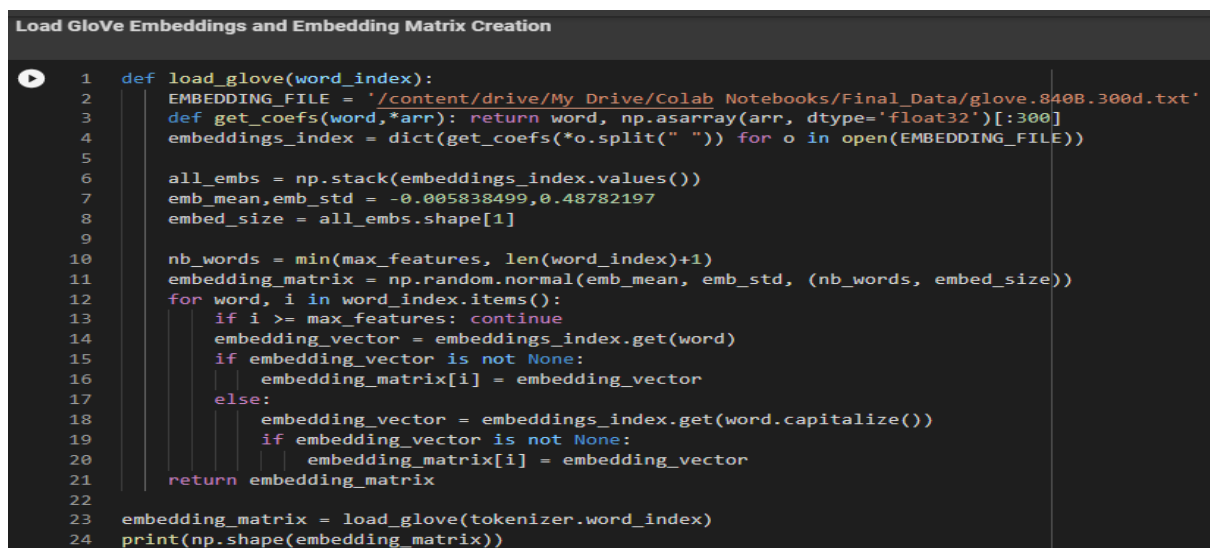 Load GloVe Embeddings and Embedding Matrix Creation
1 def load_glove(word_index):
2     EMBEDDING_FILE = '/content/drive/My Drive/Colab Notebooks/Final_Data/glove.840B.300d.txt'
3     def get_coefs(word,*arr): return word, np.asarray(arr, dtype='float32')[:300]
4     embeddings_index = dict(get_coefs(*o.split(" ")) for o in open(EMBEDDING_FILE))
5
6     all_embs = np.stack(embeddings_index.values())
7     emb_mean,emb_std = -0.005838499,0.48782197
8     embed_size = all_embs.shape[1]
9
10     nb_words = min(max_features, len(word_index)+1)
11     embedding_matrix = np.random.normal(emb_mean, emb_std, (nb_words, embed_size))
12     for word, i in word_index.items():
13         if i >= max_features: continue
14         embedding_vector = embeddings_index.get(word)
15         if embedding_vector is not None:
16             embedding_matrix[i] = embedding_vector
17         else:
18             embedding_vector = embeddings_index.get(word.capitalize())
19             if embedding_vector is not None:
20                 embedding_matrix[i] = embedding_vector
21     return embedding_matrix
22
23 embedding_matrix = load_glove(tokenizer.word_index)
24 print(np.shape(embedding_matrix))